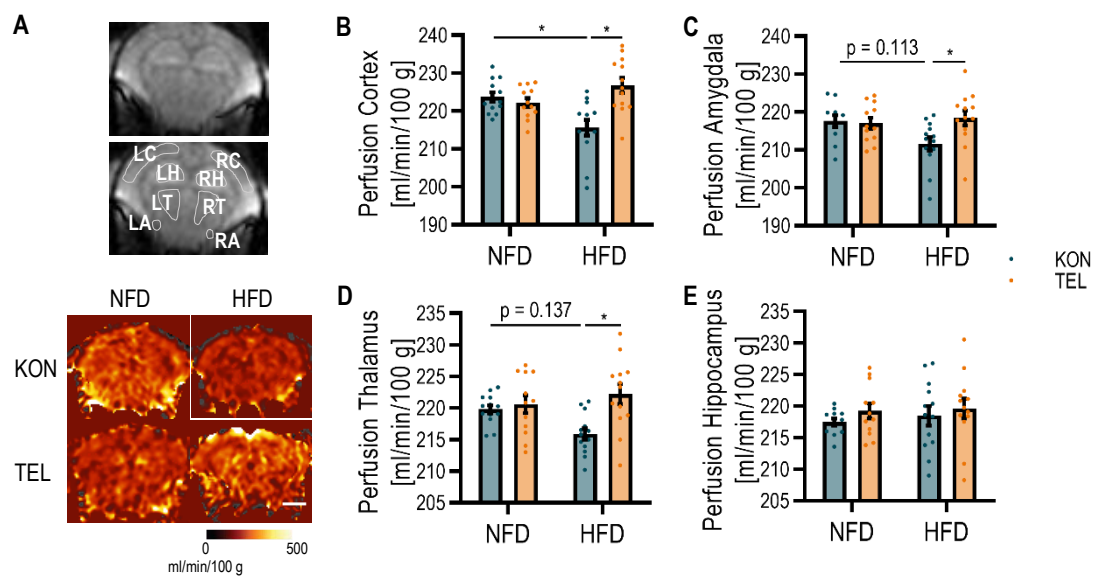 A
LC
RC
LH
RH
LT
RT
LA
RA
NFD
HFD
KON
TEL
0
500
ml/min/100 g
B
Perfusion Cortex
[ml/min/100 g]
240
230
220
210
200
190
*
*
NFD
HFD
C
Perfusion Amygdala
[ml/min/100 g]
240
230
220
210
200
190
p = 0.113
*
NFD
HFD
KON
TEL
D
Perfusion Thalamus
[ml/min/100 g]
235
230
225
220
215
210
205
p = 0.137
*
NFD
HFD
E
Perfusion Hippocampus
[ml/min/100 g]
235
230
225
220
215
210
205
NFD
HFD